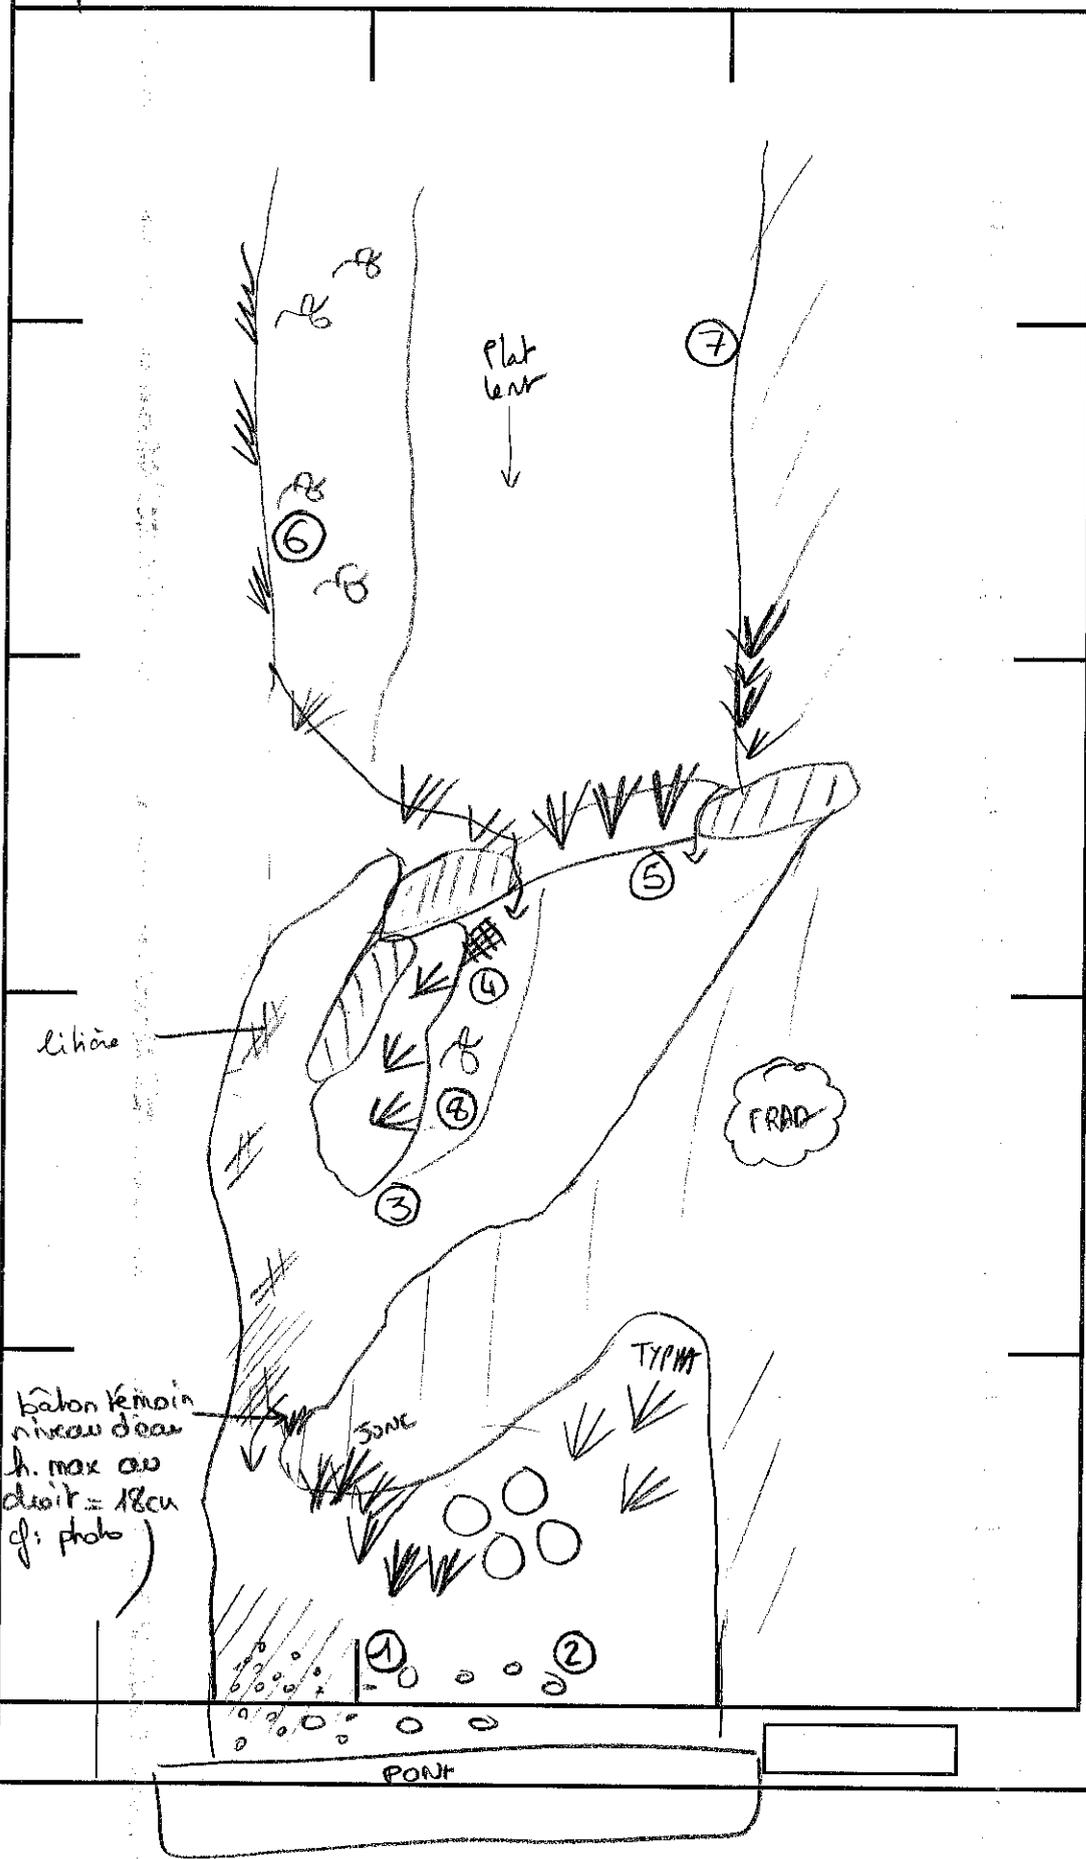 7
Plat
lent
6
5
4
litière
8
FRAD
3
TYPHA
bâton témoin
niveau d'eau
h. max au
droit = 18cm
cf: photo
JONC
1
2
PONT